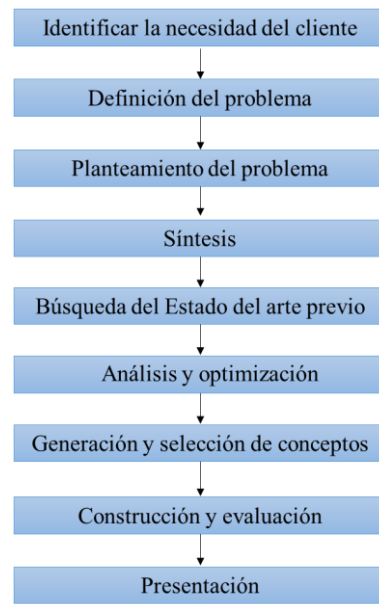 Identificar la necesidad del cliente
Definición del problema
Planteamiento del problema
Síntesis
Búsqueda del Estado del arte previo
Análisis y optimización
Generación y selección de conceptos
Construcción y evaluación
Presentación